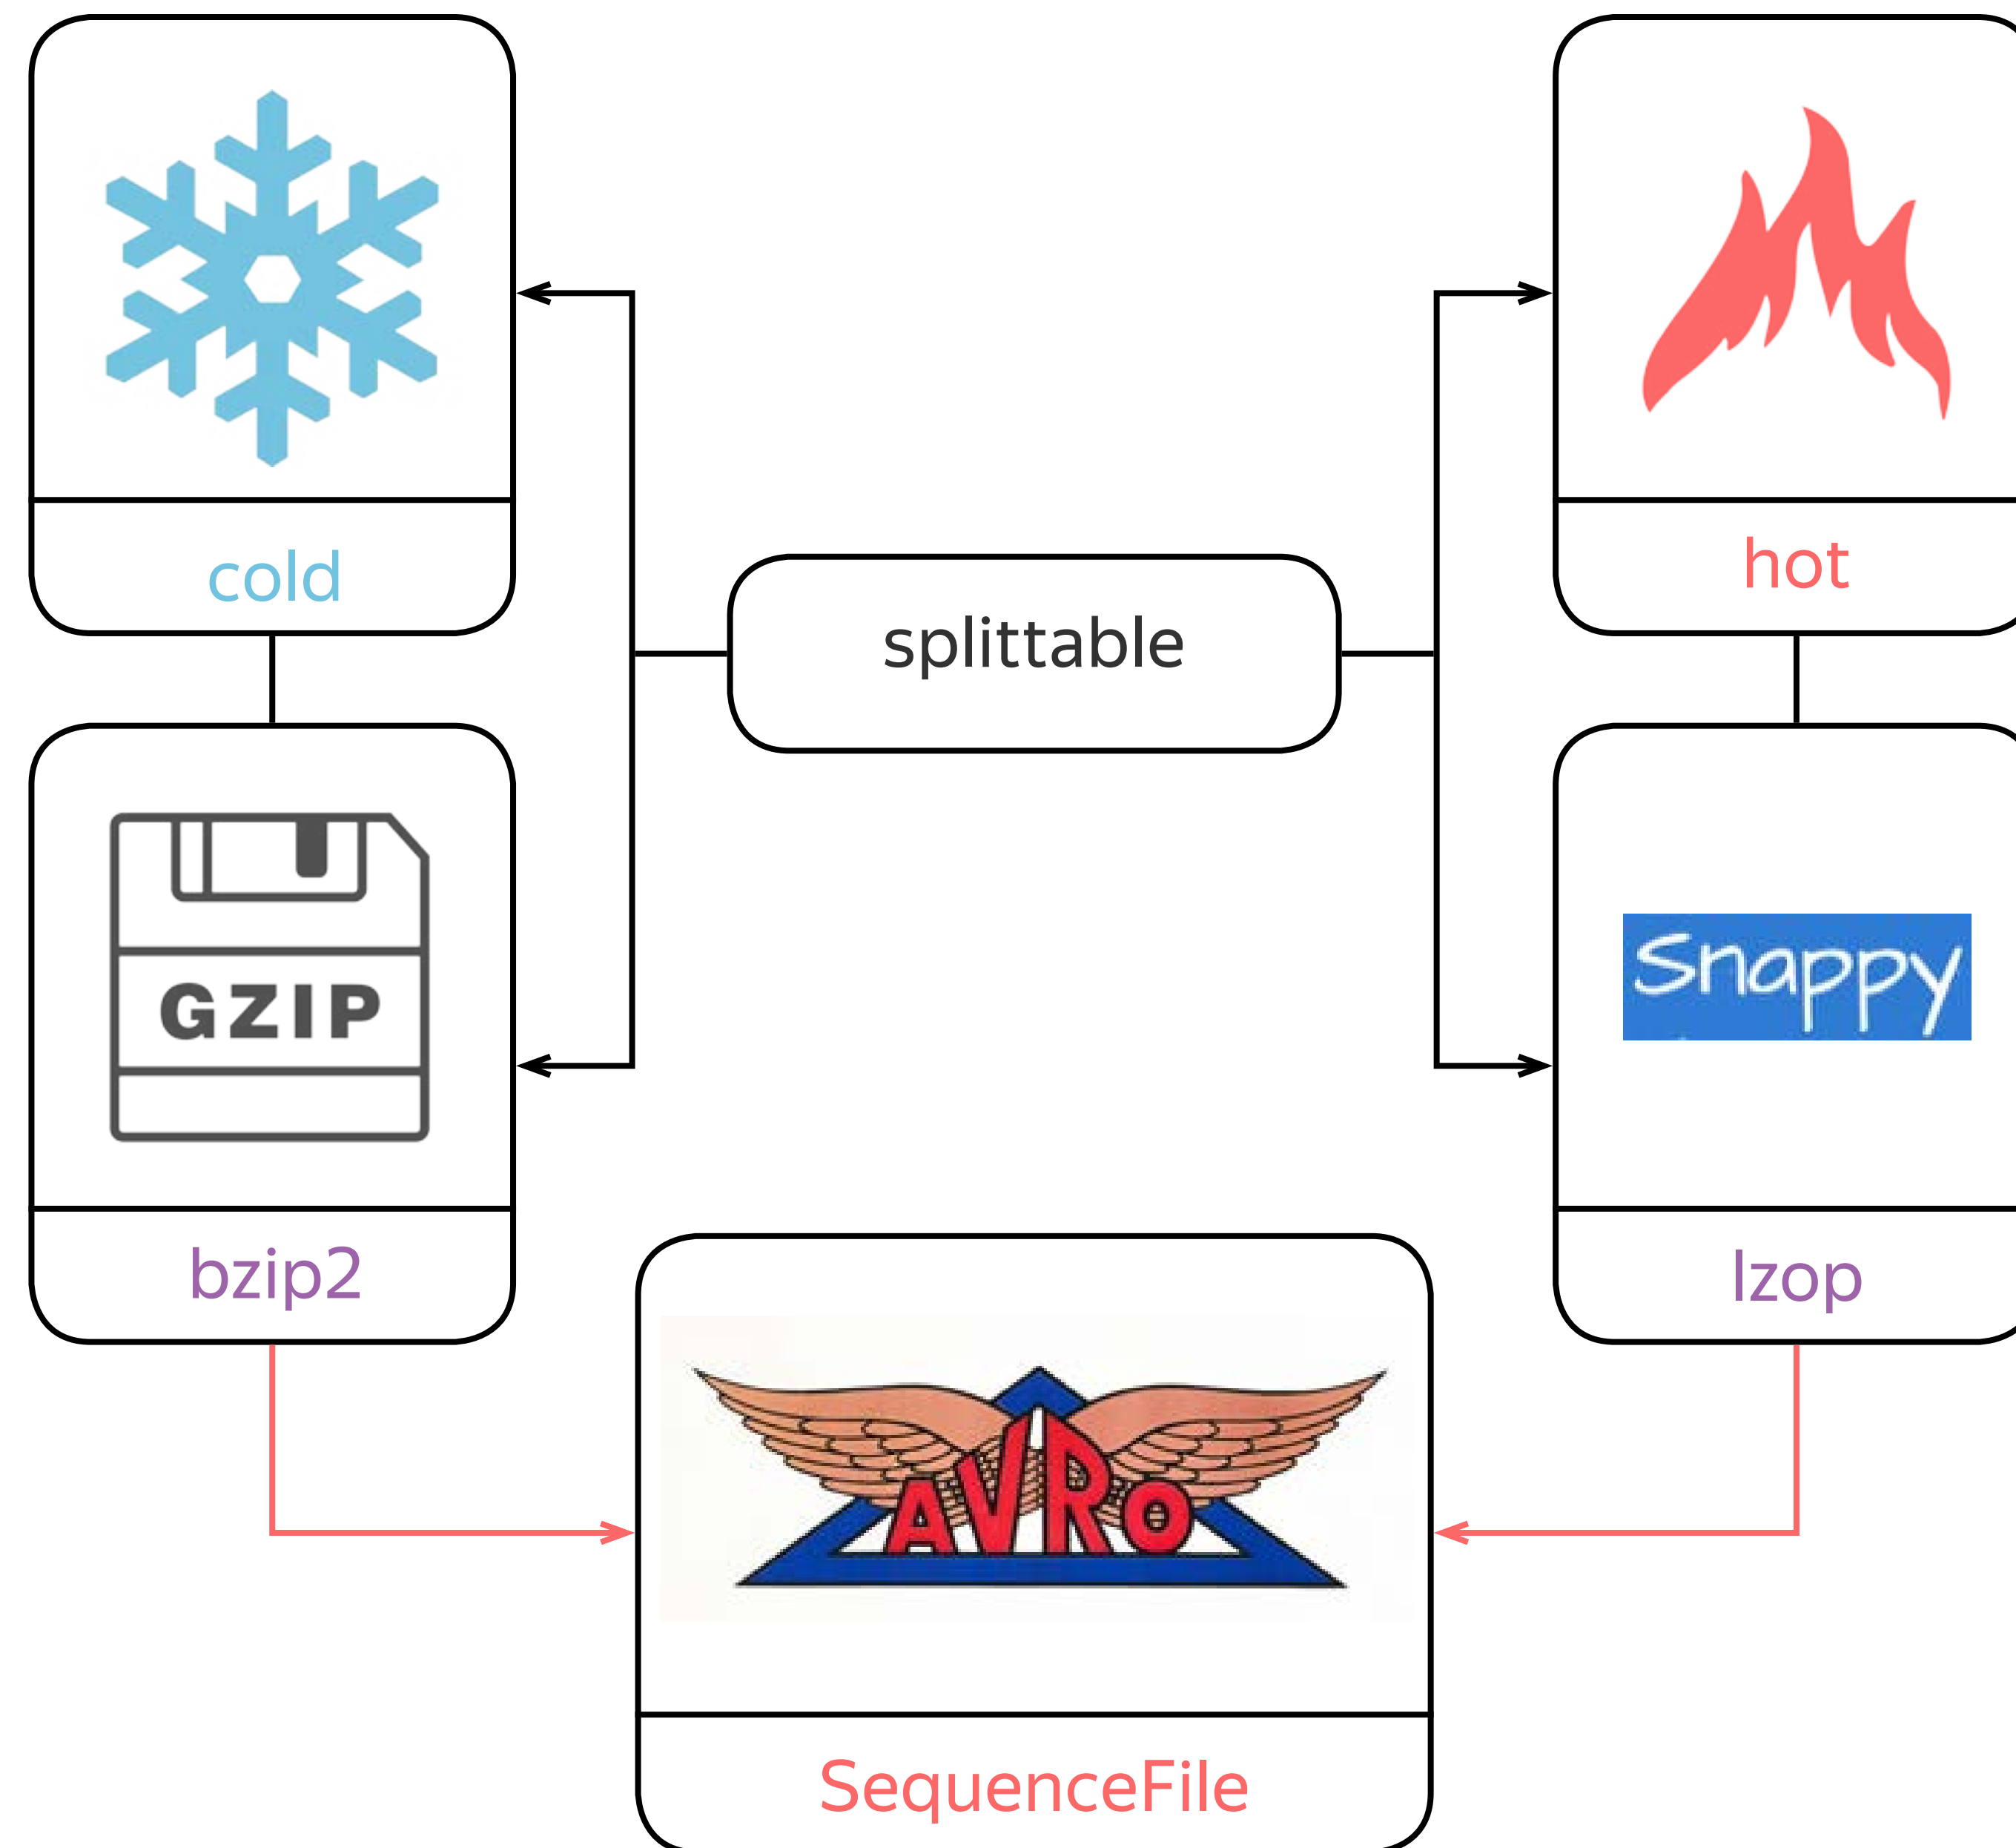 cold
hot
splittable
GZIP
Snappy
bzip2
lzop
AVRO
SequenceFile